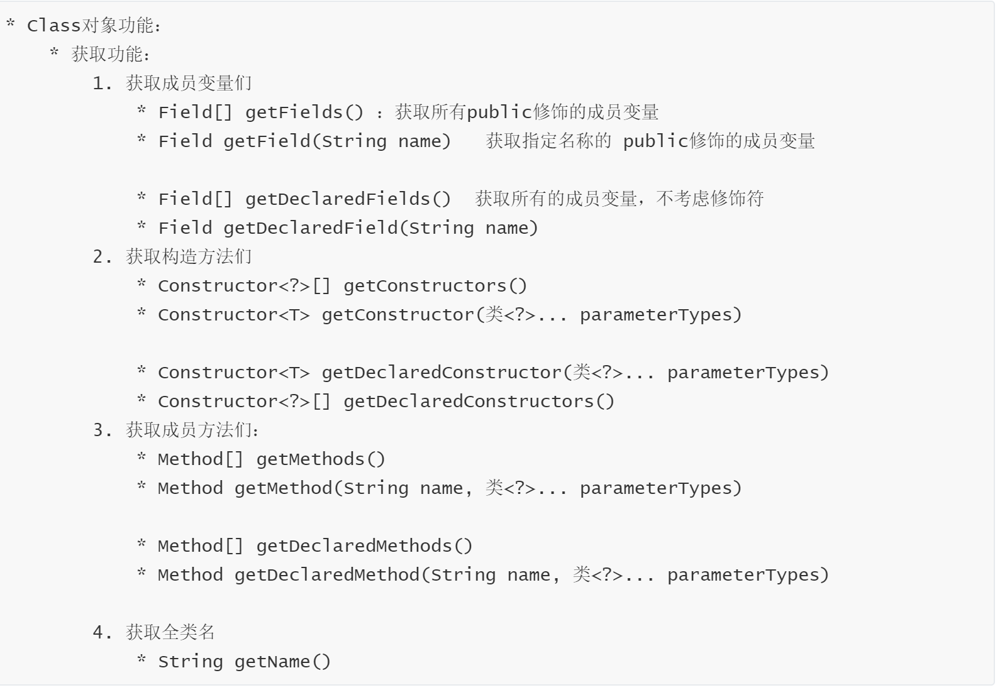 * Class对象功能：
* 获取功能：
1. 获取成员变量们
* Field[] getFields() ：获取所有public修饰的成员变量
* Field getField(String name)   获取指定名称的 public修饰的成员变量
* Field[] getDeclaredFields()  获取所有的成员变量，不考虑修饰符
* Field getDeclaredField(String name)
2. 获取构造方法们
* Constructor<?>[] getConstructors()
* Constructor<T> getConstructor(类<?>... parameterTypes)
* Constructor<T> getDeclaredConstructor(类<?>... parameterTypes)
* Constructor<?>[] getDeclaredConstructors()
3. 获取成员方法们：
* Method[] getMethods()
* Method getMethod(String name, 类<?>... parameterTypes)
* Method[] getDeclaredMethods()
* Method getDeclaredMethod(String name, 类<?>... parameterTypes)
4. 获取全类名
* String getName()